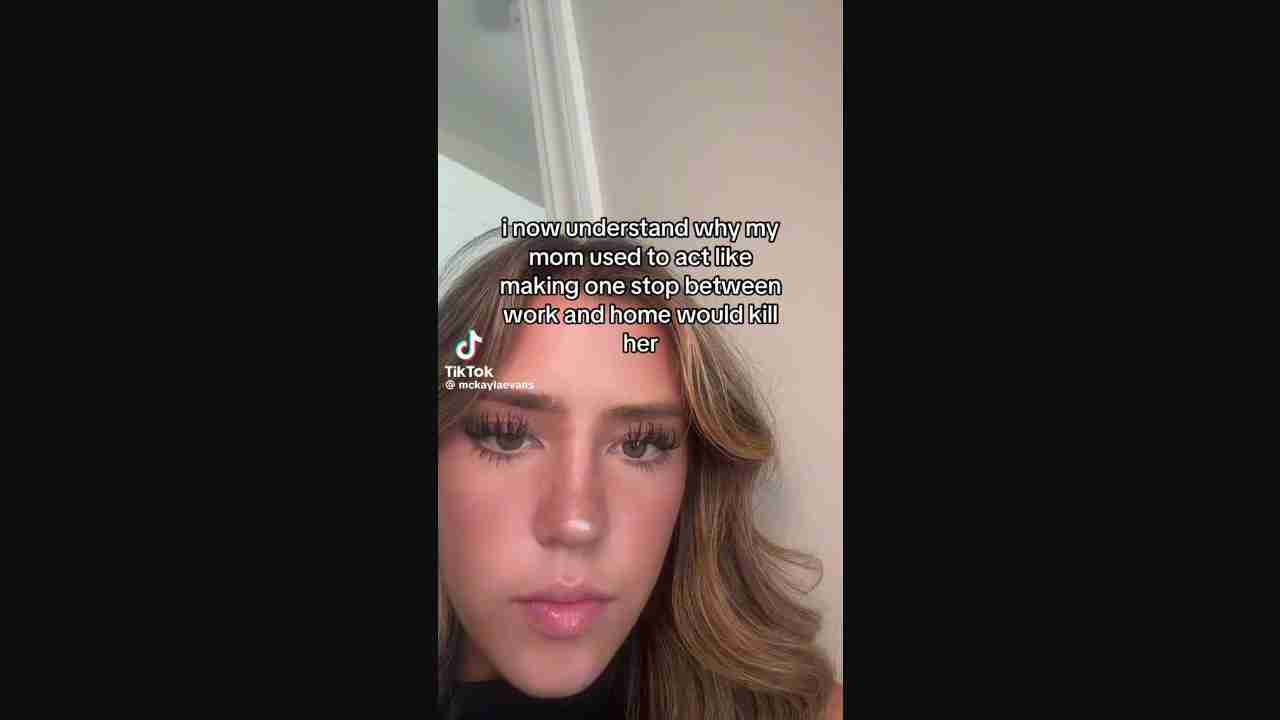 i now understand why my
mom used to act like
making one stop between
work and home would kill
her
TikTok
@ mckaylaevans